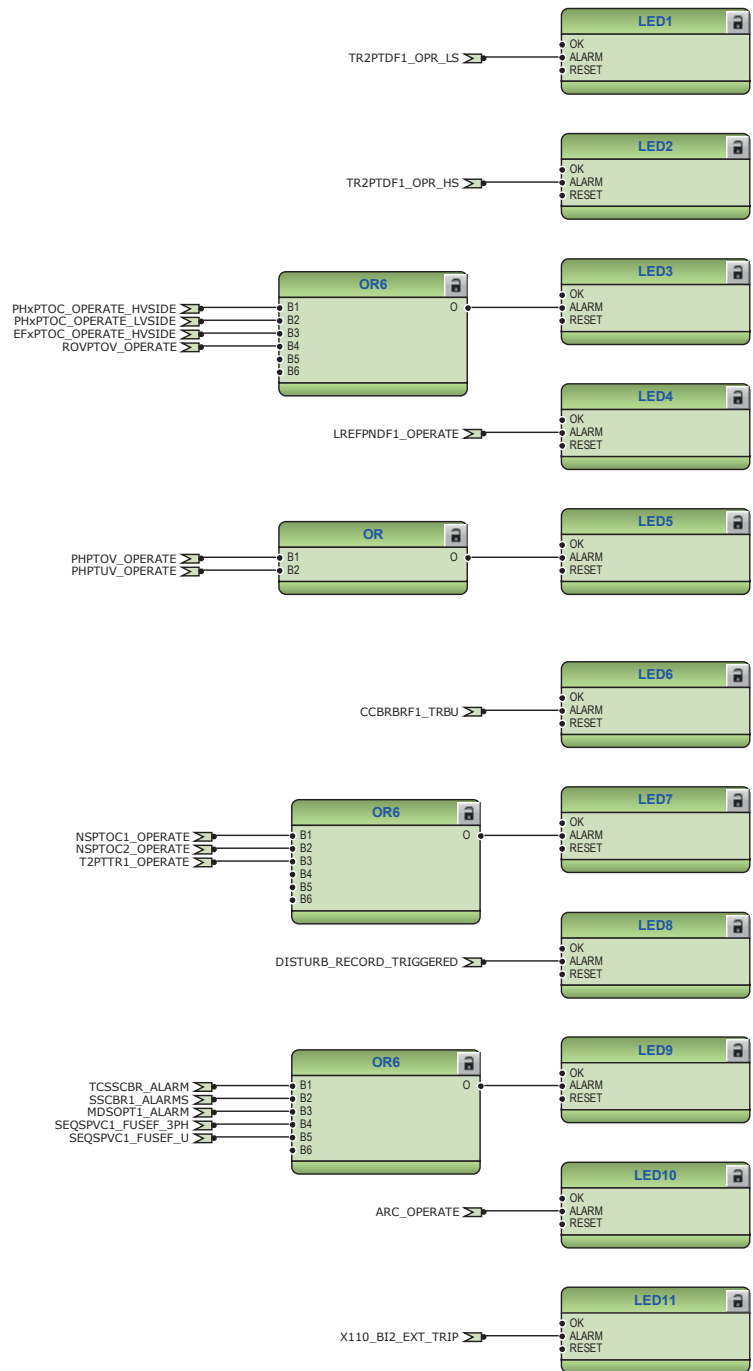 LED1
OK
TR2PTDF1_OPR_LS
ALARM
RESET
LED2
OK
TR2PTDF1_OPR_HS
ALARM
RESET
LED3
OR6
OK
PHxPTOC_OPERATE_HVSIDE
B1
O
ALARM
PHxPTOC_OPERATE_LVSIDE
B2
RESET
EFxPTOC_OPERATE_HVSIDE
B3
ROVPTOV_OPERATE
B4
B5
B6
LED4
OK
LREFPNDF1_OPERATE
ALARM
RESET
LED5
OR
OK
PHPTOV_OPERATE
B1
O
ALARM
PHPTUV_OPERATE
B2
RESET
LED6
OK
CCBRBRF1_TRBU
ALARM
RESET
LED7
OR6
OK
NSPTOC1_OPERATE
B1
O
ALARM
NSPTOC2_OPERATE
B2
RESET
T2PTTR1_OPERATE
B3
B4
B5
B6
LED8
OK
DISTURB_RECORD_TRIGGERED
ALARM
RESET
LED9
OR6
OK
TCSSCBR_ALARM
B1
O
ALARM
SSCBR1_ALARMS
B2
RESET
MDSOPT1_ALARM
B3
SEQSPVC1_FUSEF_3PH
B4
SEQSPVC1_FUSEF_U
B5
B6
LED10
OK
ARC_OPERATE
ALARM
RESET
LED11
OK
X110_BI2_EXT_TRIP
ALARM
RESET